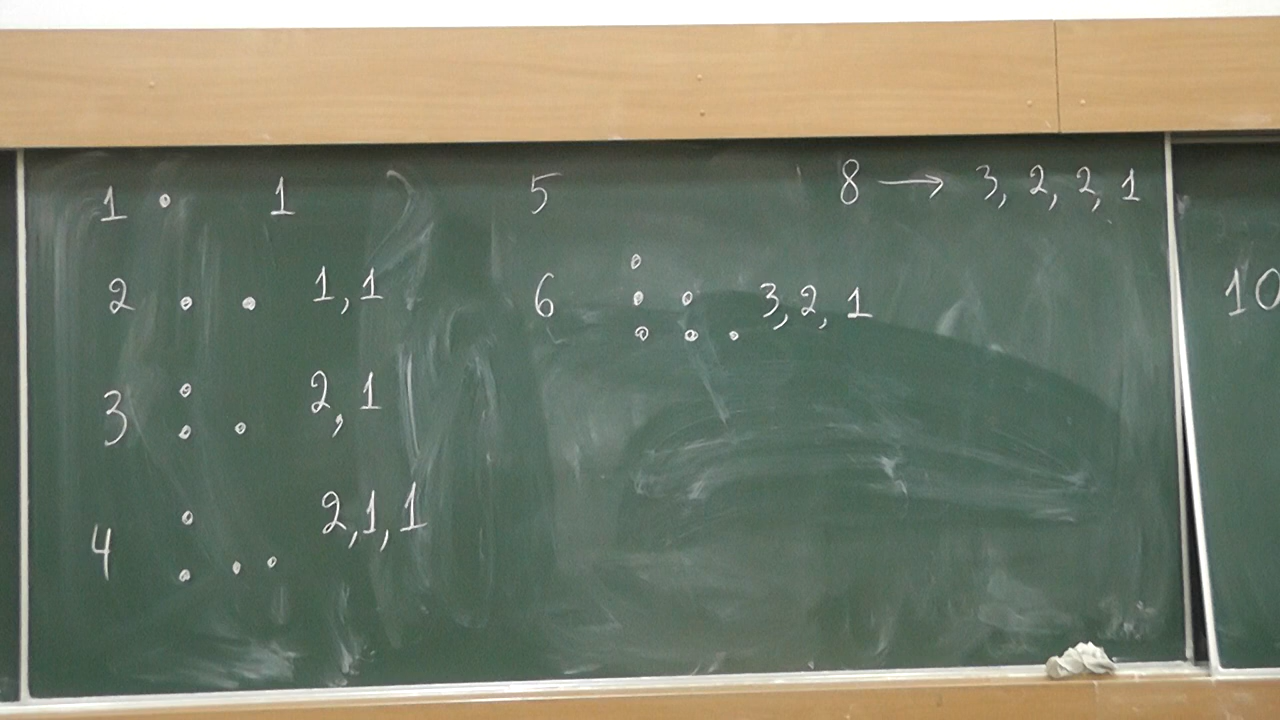 1 1
2 1, 1
3 2, 1
4 2, 1, 1
5
6 3, 2, 1
8 → 3, 2, 2, 1
10